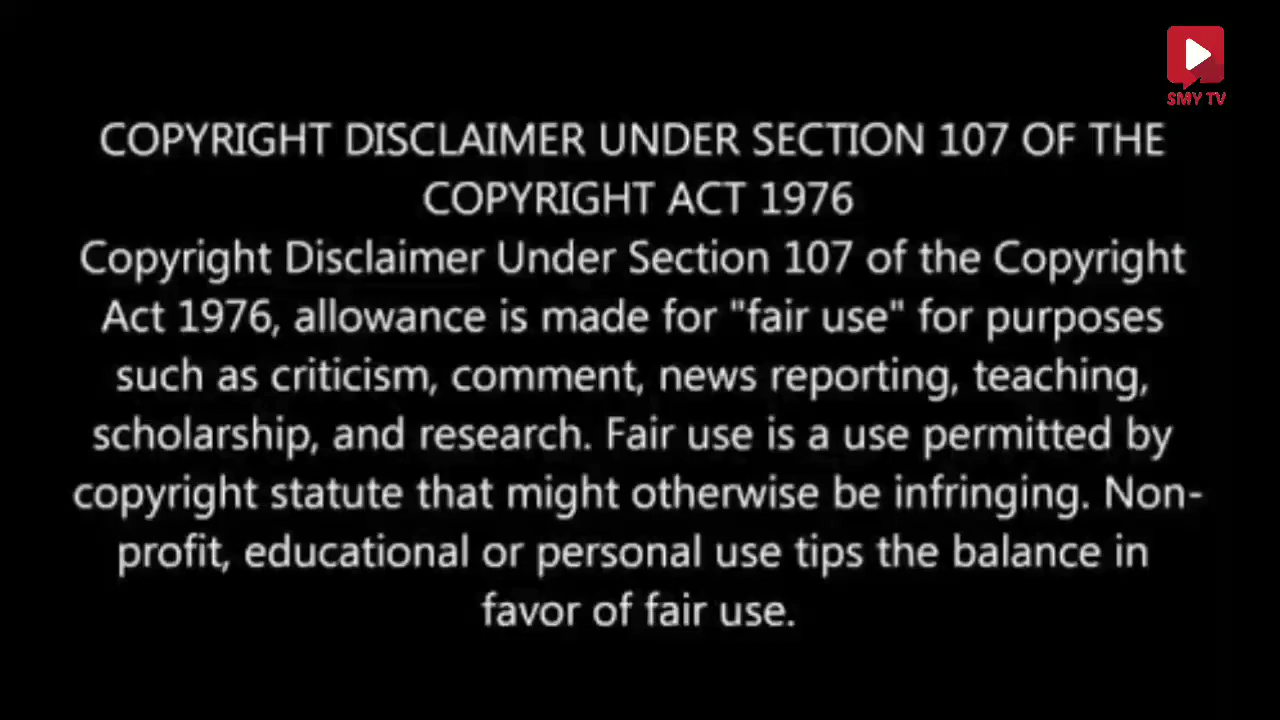 SMY TV
COPYRIGHT DISCLAIMER UNDER SECTION 107 OF THE
COPYRIGHT ACT 1976
Copyright Disclaimer Under Section 107 of the Copyright
Act 1976, allowance is made for "fair use" for purposes
such as criticism, comment, news reporting, teaching,
scholarship, and research. Fair use is a use permitted by
copyright statute that might otherwise be infringing. Non-
profit, educational or personal use tips the balance in
favor of fair use.